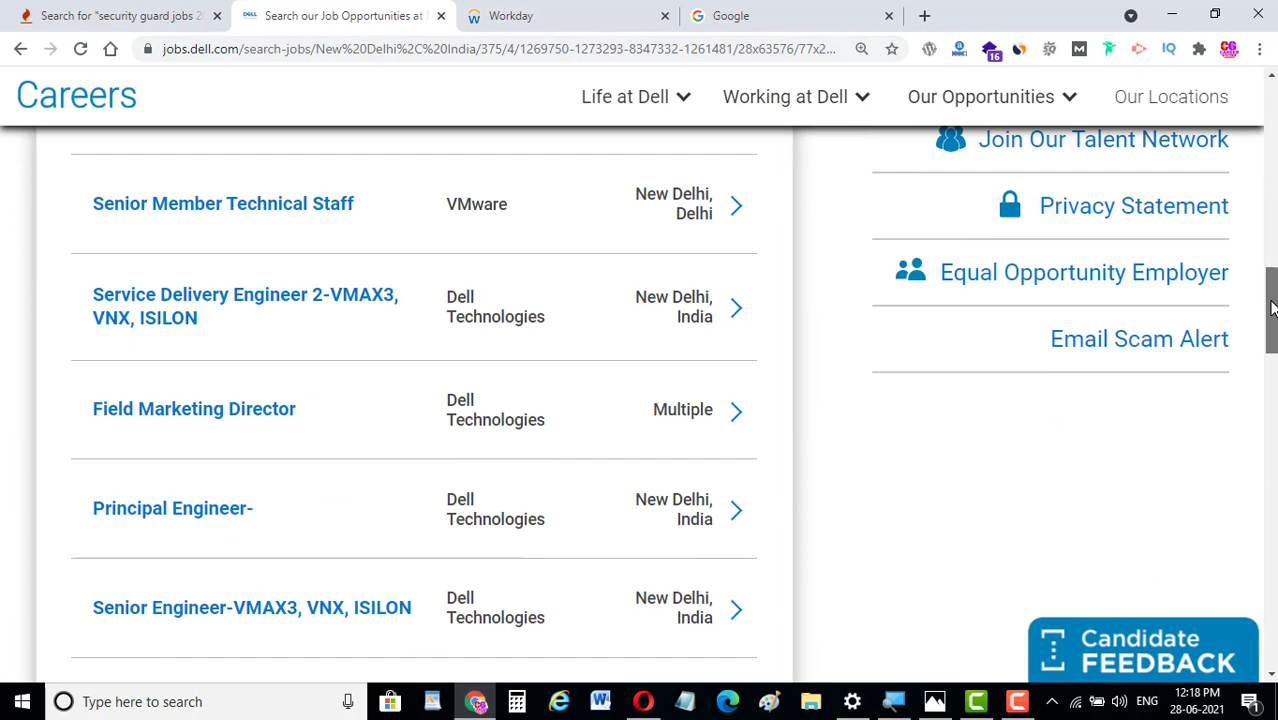 Search for "security guard jobs 20
Search our Job Opportunities at D
Workday
Google
jobs.dell.com/search-jobs/New%20Delhi%2C%20India/375/4/1269750-1273293-8347332-1261481/28x63576/77x2...
16
Careers
Life at Dell
Working at Dell
Our Opportunities
Our Locations
Join Our Talent Network
Senior Member Technical Staff
VMware
New Delhi,
Delhi
Privacy Statement
Equal Opportunity Employer
Service Delivery Engineer 2-VMAX3,
VNX, ISILON
Dell
Technologies
New Delhi,
India
Email Scam Alert
Field Marketing Director
Dell
Technologies
Multiple
Principal Engineer-
Dell
Technologies
New Delhi,
India
Senior Engineer-VMAX3, VNX, ISILON
Dell
Technologies
New Delhi,
India
Candidate
FEEDBACK
Type here to search
ENG
12:18 PM
28-06-2021